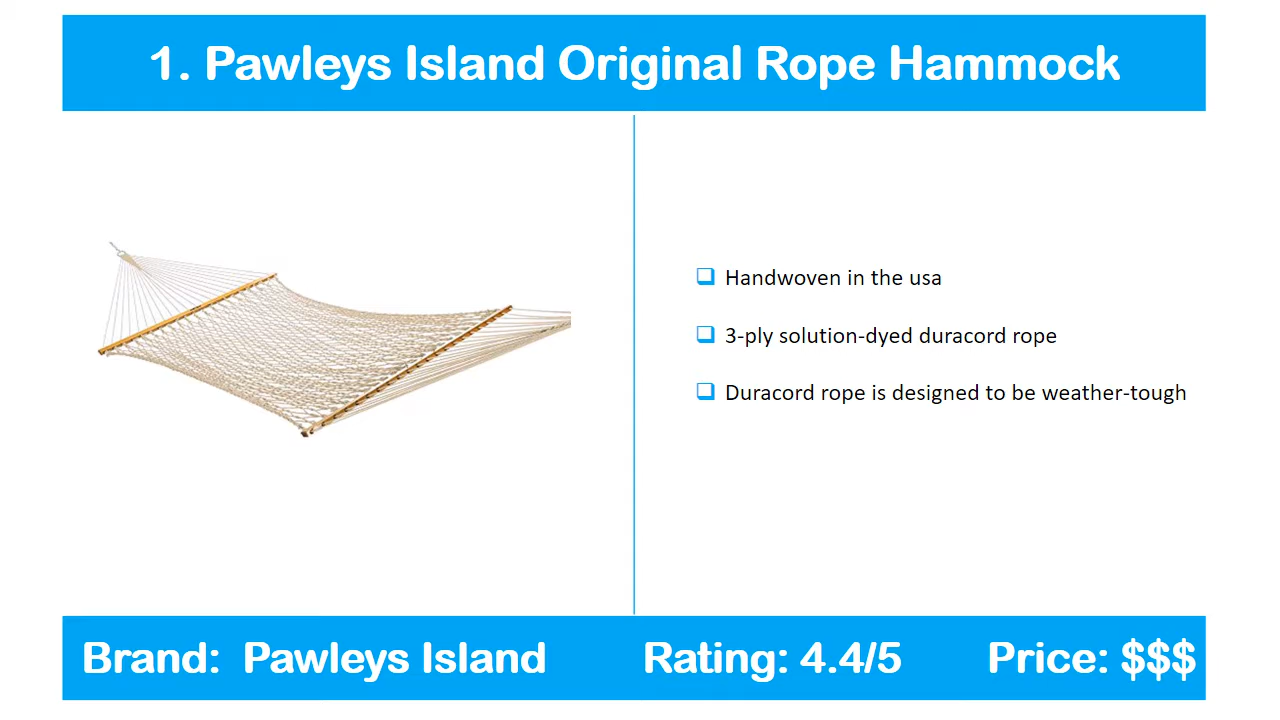 1. Pawleys Island Original Rope Hammock
Handwoven in the usa
3-ply solution-dyed duracord rope
Duracord rope is designed to be weather-tough
Brand: Pawleys Island Rating: 4.4/5 Price: $$$